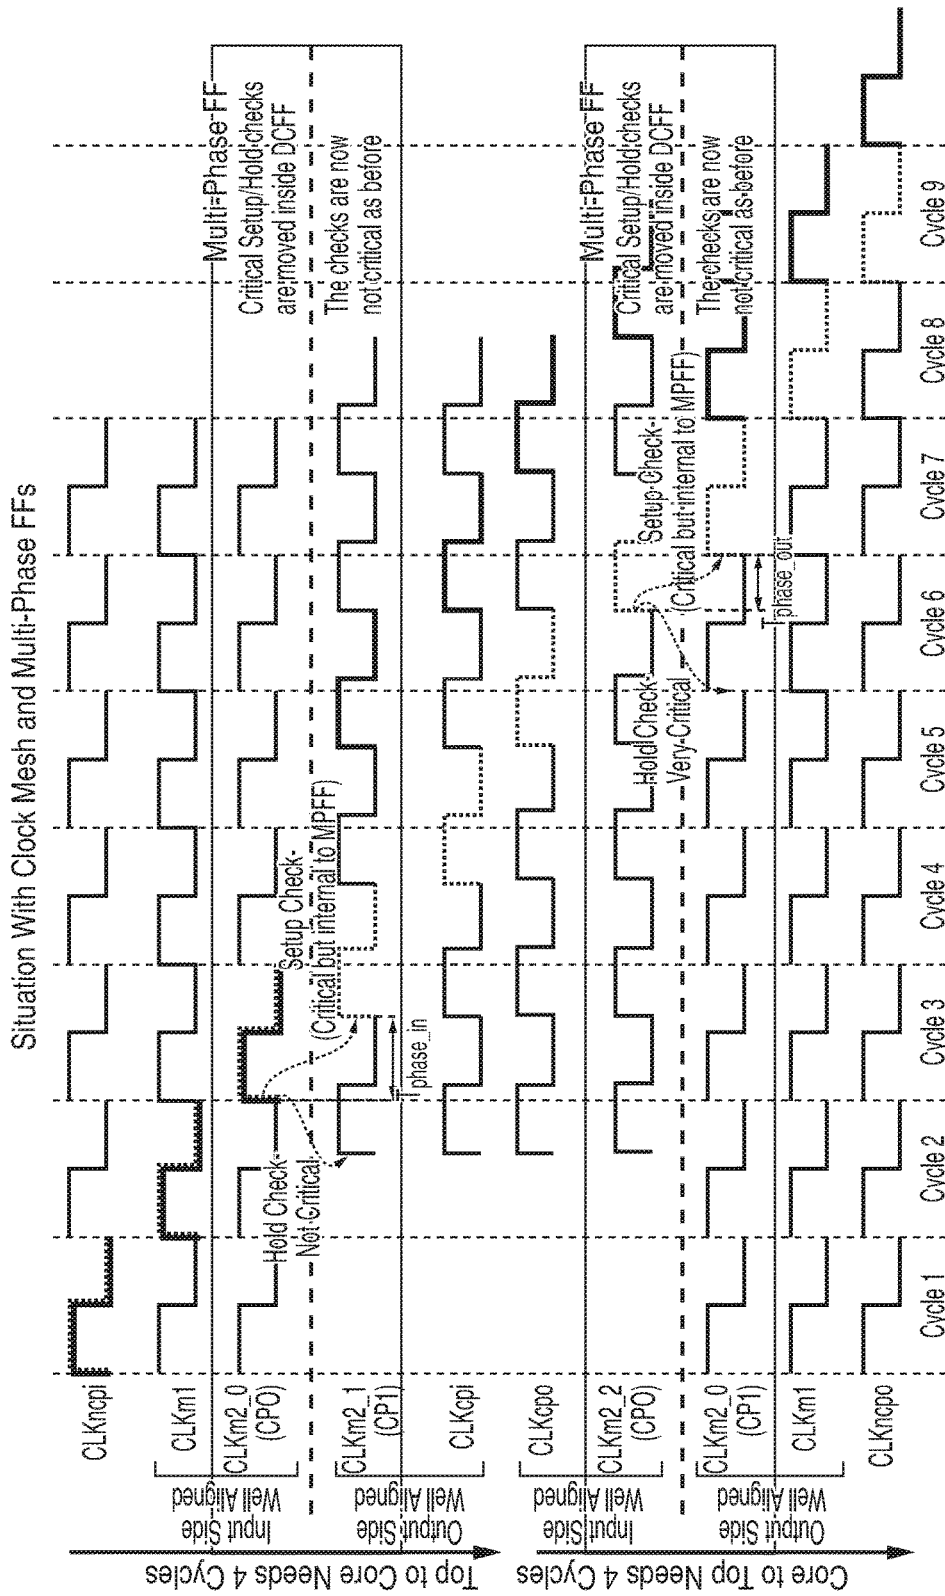 Situation With Clock Mesh and Multi-Phase FFs
Top to Core Needs 4 Cycles
Input Side
Well Aligned
CLKncpi
CLKm1
CLKm2_0
(CPO)
Hold Check-
Not Critical
Setup Check-
(Critical but internal to MPFF)
Multi-Phase-FF
Critical Setup/Hold checks
are moved inside DCFF
Output Side
Well Aligned
CLKm2_1
(CP1)
CLKcpi
Tphase_in
The checks are now
not critical as before
Core to Top Needs 4 Cycles
Input Side
Well Aligned
CLKcpo
CLKm2_2
(CPO)
Hold Check-
Very Critical
Setup Check-
(Critical but internal to MPFF)
Multi-Phase FF
Critical Setup/Hold checks
are moved inside DCFF
Output Side
Well Aligned
CLKm2_0
(CP1)
CLKm1
CLKncpo
Tphase_out
The checks are now
not critical as before
Cycle 1
Cycle 2
Cycle 3
Cycle 4
Cycle 5
Cycle 6
Cycle 7
Cycle 8
Cycle 9